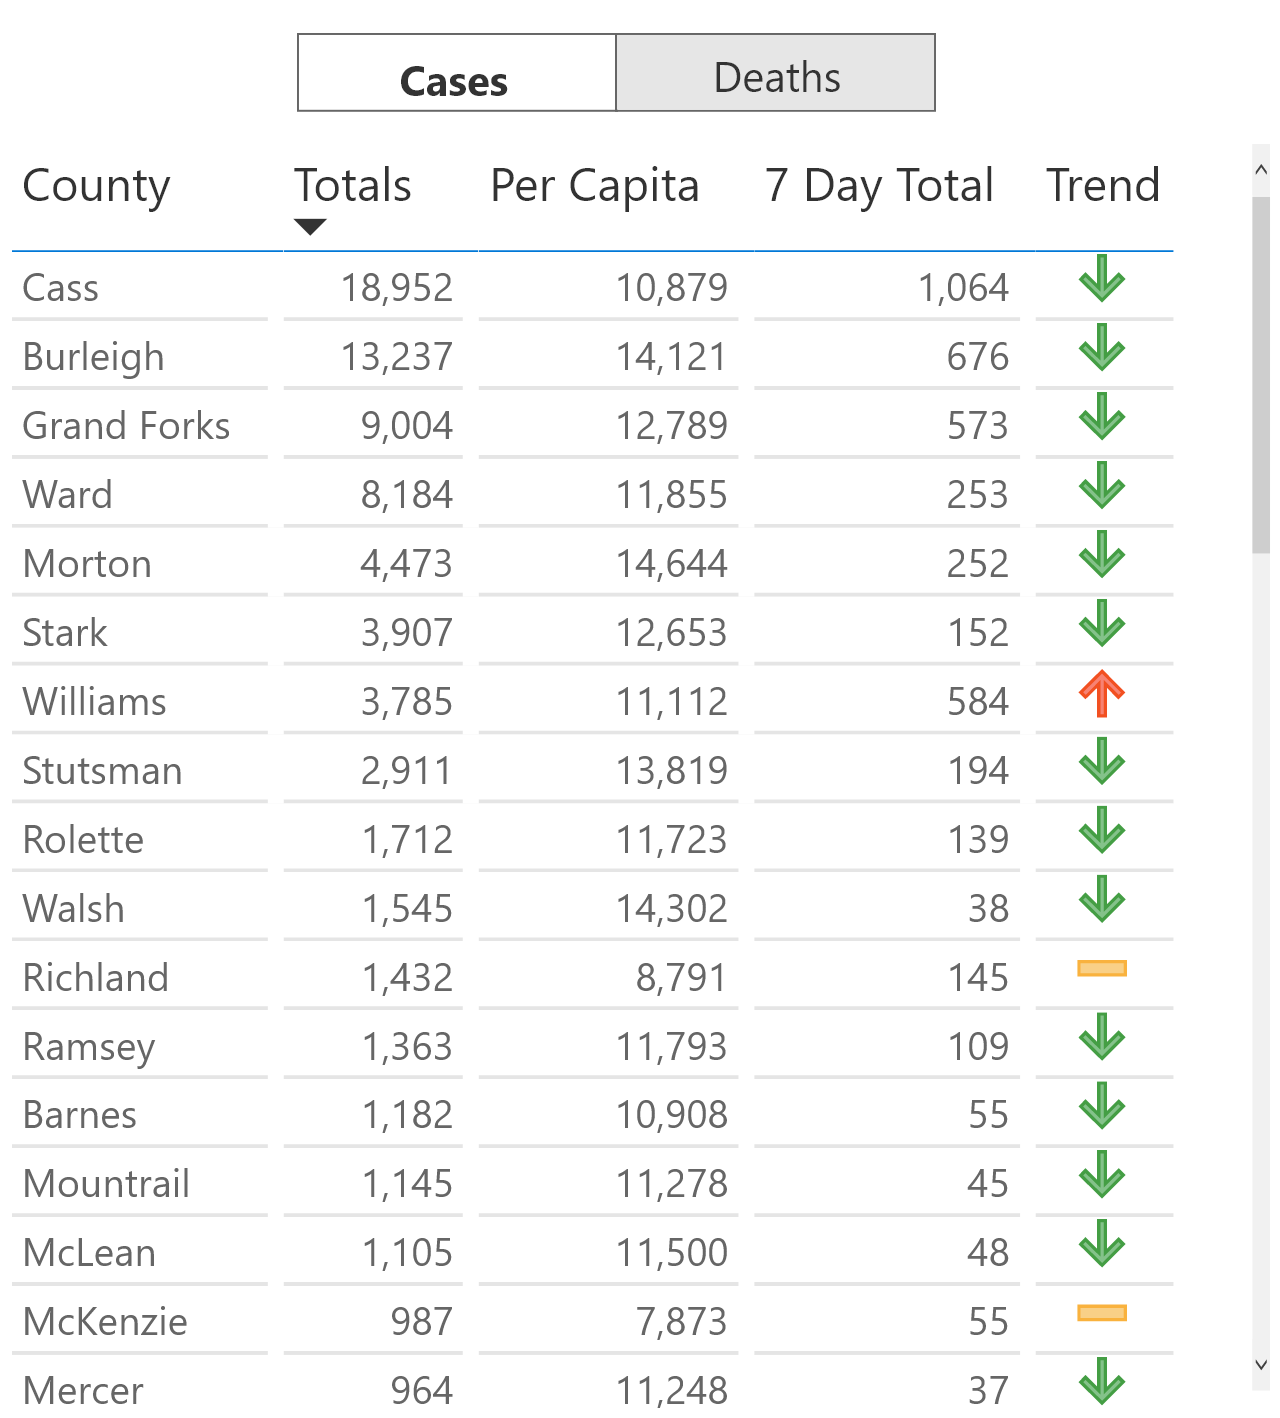 Cases Deaths
County Totals Per Capita 7 Day Total Trend
Cass 18,952 10,879 1,064
Burleigh 13,237 14,121 676
Grand Forks 9,004 12,789 573
Ward 8,184 11,855 253
Morton 4,473 14,644 252
Stark 3,907 12,653 152
Williams 3,785 11,112 584
Stutsman 2,911 13,819 194
Rolette 1,712 11,723 139
Walsh 1,545 14,302 38
Richland 1,432 8,791 145
Ramsey 1,363 11,793 109
Barnes 1,182 10,908 55
Mountrail 1,145 11,278 45
McLean 1,105 11,500 48
McKenzie 987 7,873 55
Mercer 964 11,248 37